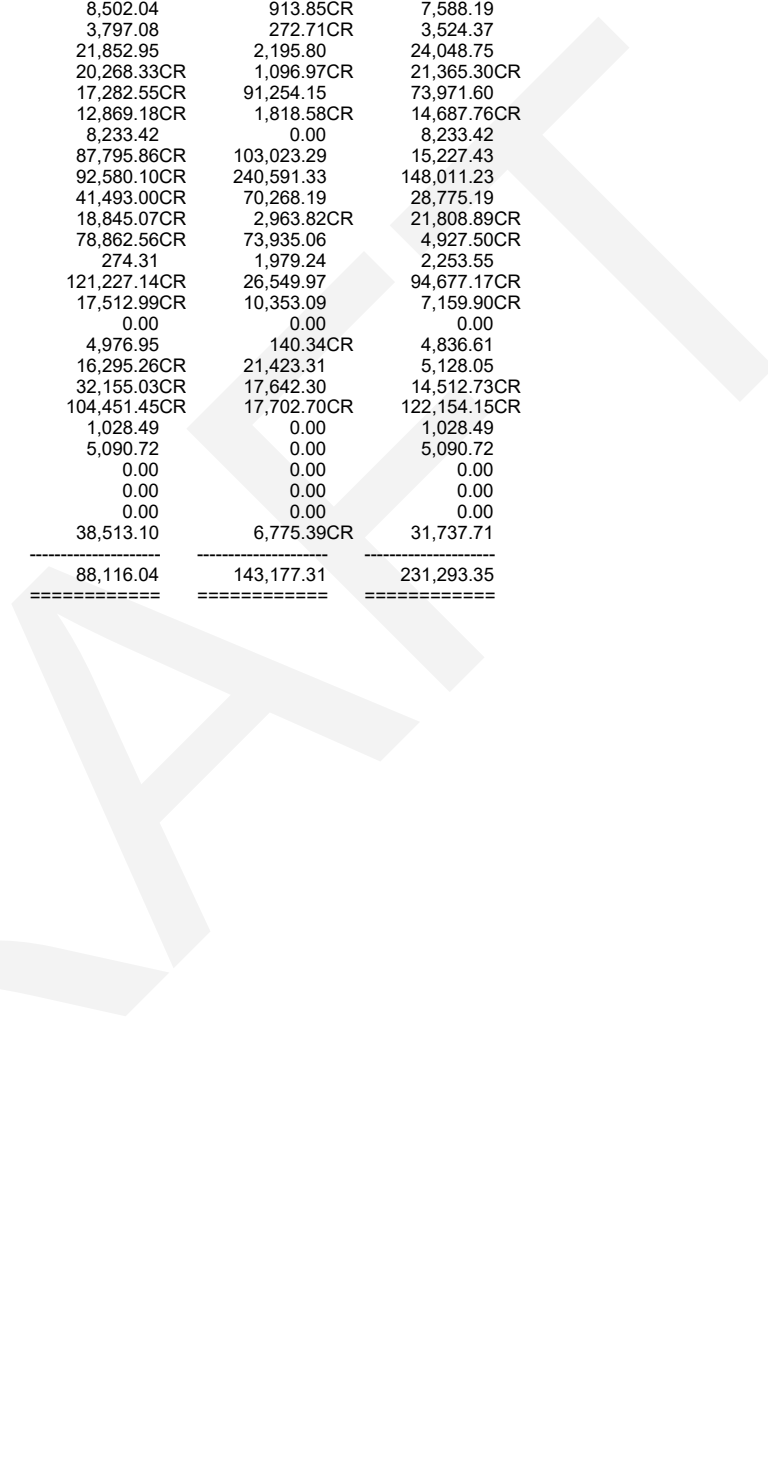 8,502.04 913.85CR 7,588.19
3,797.08 272.71CR 3,524.37
21,852.95 2,195.80 24,048.75
20,268.33CR 1,096.97CR 21,365.30CR
17,282.55CR 91,254.15 73,971.60
12,869.18CR 1,818.58CR 14,687.76CR
8,233.42 0.00 8,233.42
87,795.86CR 103,023.29 15,227.43
92,580.10CR 240,591.33 148,011.23
41,493.00CR 70,268.19 28,775.19
18,845.07CR 2,963.82CR 21,808.89CR
78,862.56CR 73,935.06 4,927.50CR
274.31 1,979.24 2,253.55
121,227.14CR 26,549.97 94,677.17CR
17,512.99CR 10,353.09 7,159.90CR
0.00 0.00 0.00
4,976.95 140.34CR 4,836.61
16,295.26CR 21,423.31 5,128.05
32,155.03CR 17,642.30 14,512.73CR
104,451.45CR 17,702.70CR 122,154.15CR
1,028.49 0.00 1,028.49
5,090.72 0.00 5,090.72
0.00 0.00 0.00
0.00 0.00 0.00
0.00 0.00 0.00
38,513.10 6,775.39CR 31,737.71
--------------------- --------------------- ---------------------
88,116.04 143,177.31 231,293.35
============ ============ ============
AFT